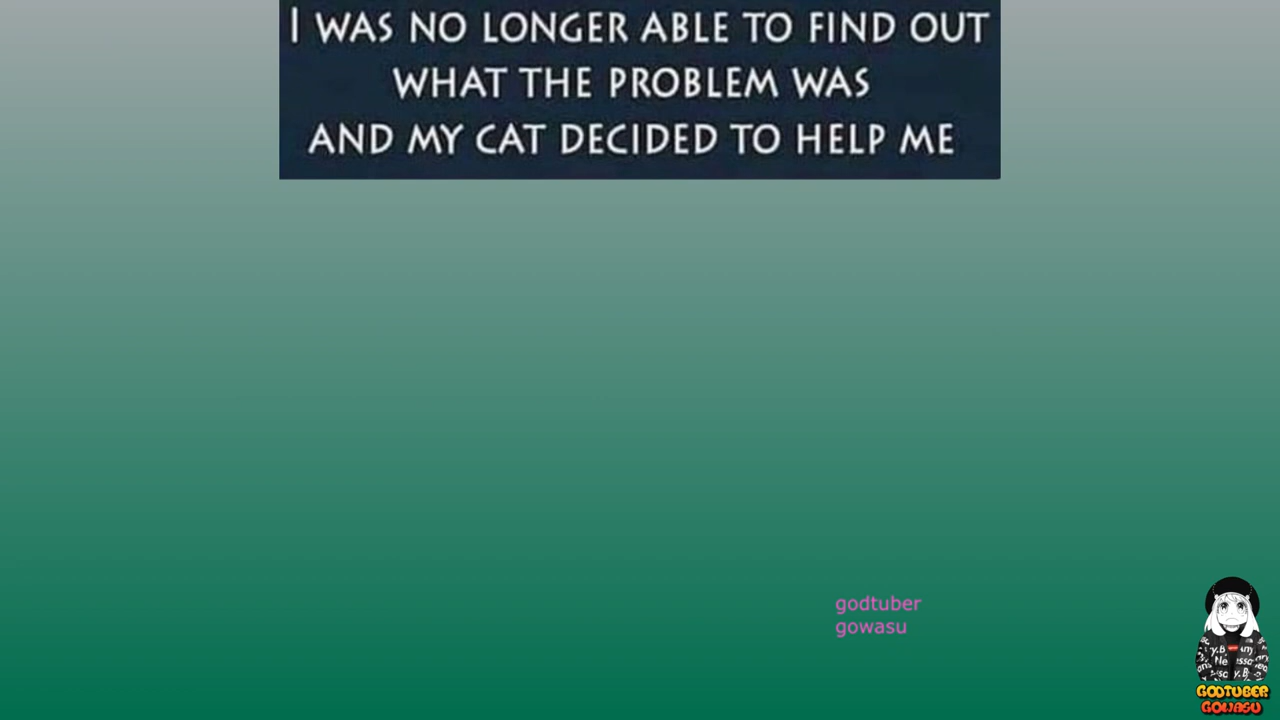 I WAS NO LONGER ABLE TO FIND OUT
WHAT THE PROBLEM WAS
AND MY CAT DECIDED TO HELP ME
godtuber
gowasu
GODTUBER
GOWASU